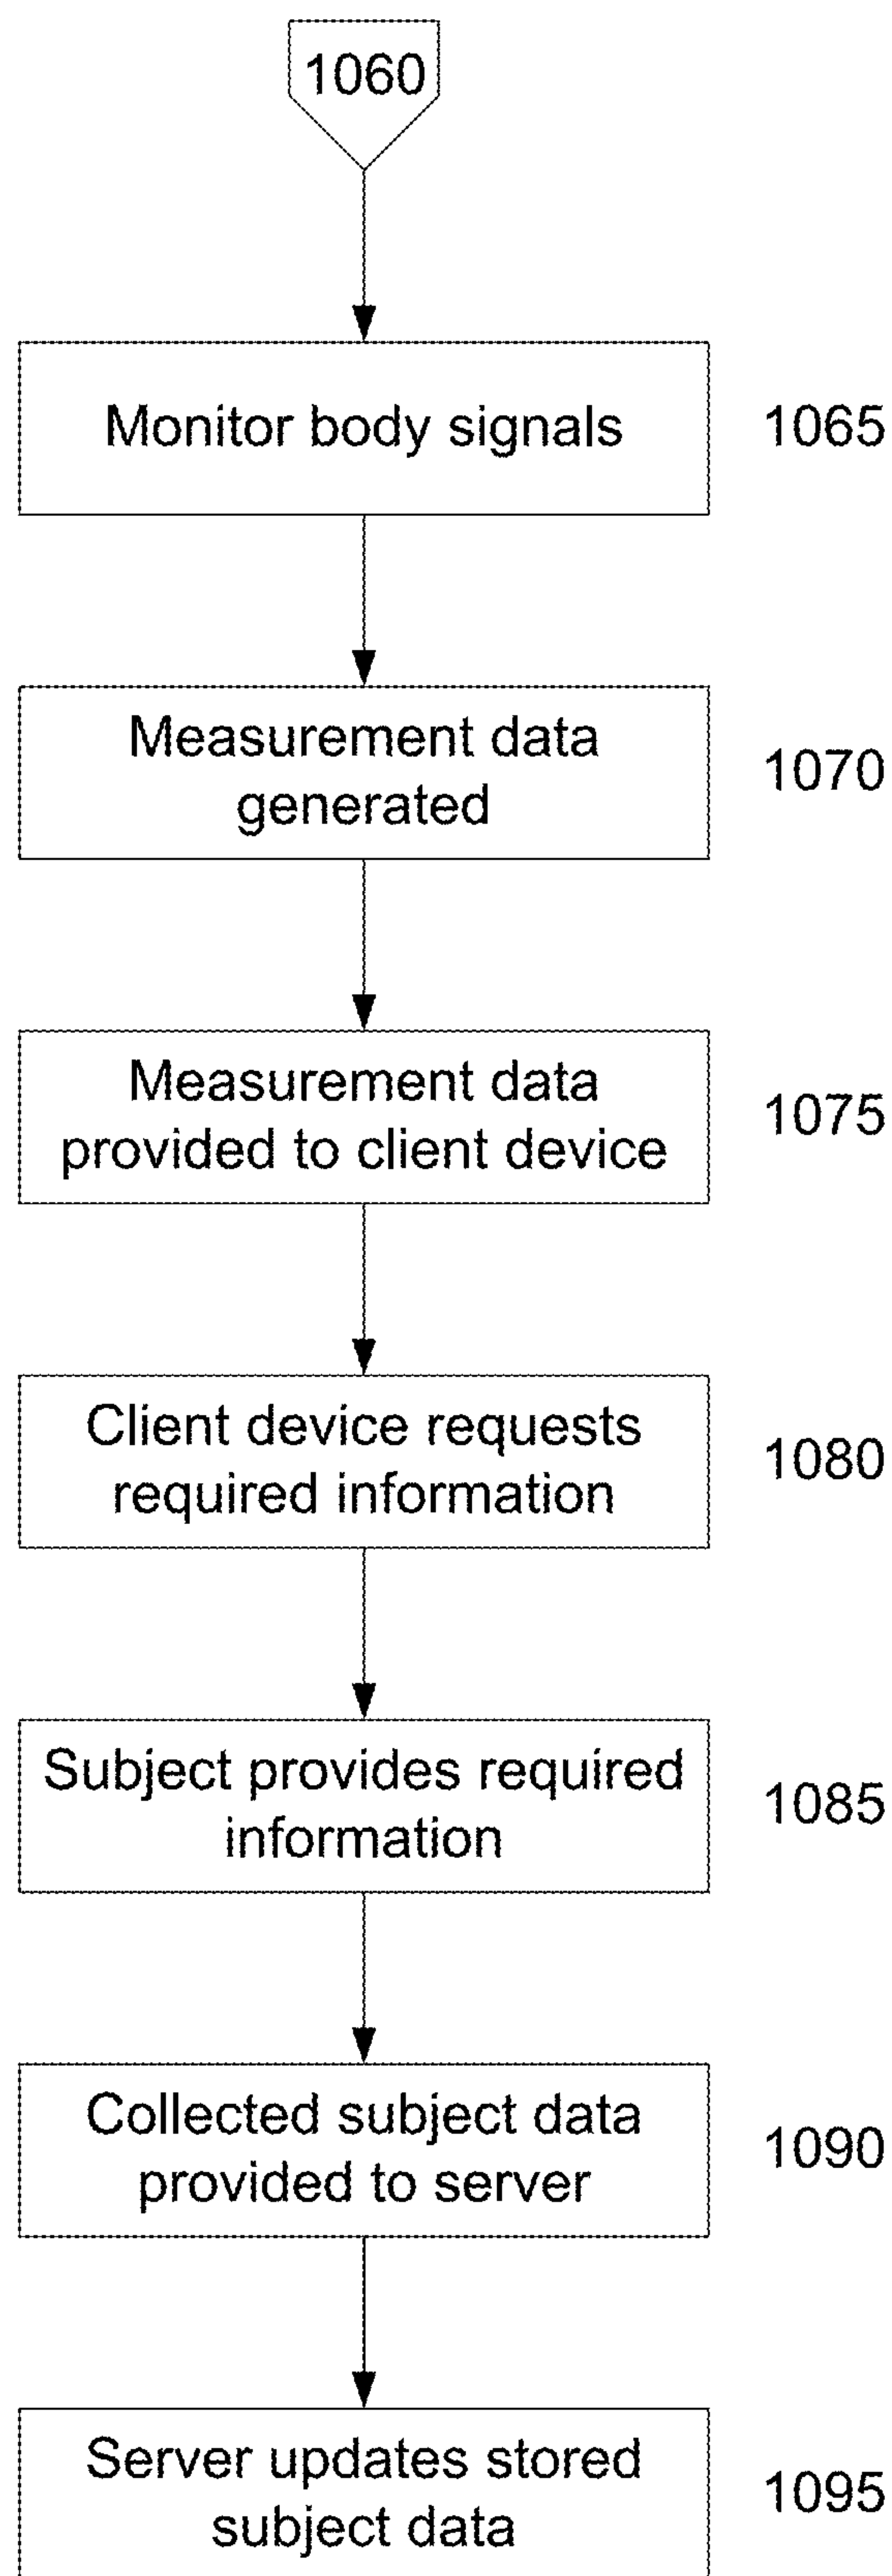 1060
Monitor body signals
1065
Measurement data
generated
1070
Measurement data
provided to client device
1075
Client device requests
required information
1080
Subject provides required
information
1085
Collected subject data
provided to server
1090
Server updates stored
subject data
1095